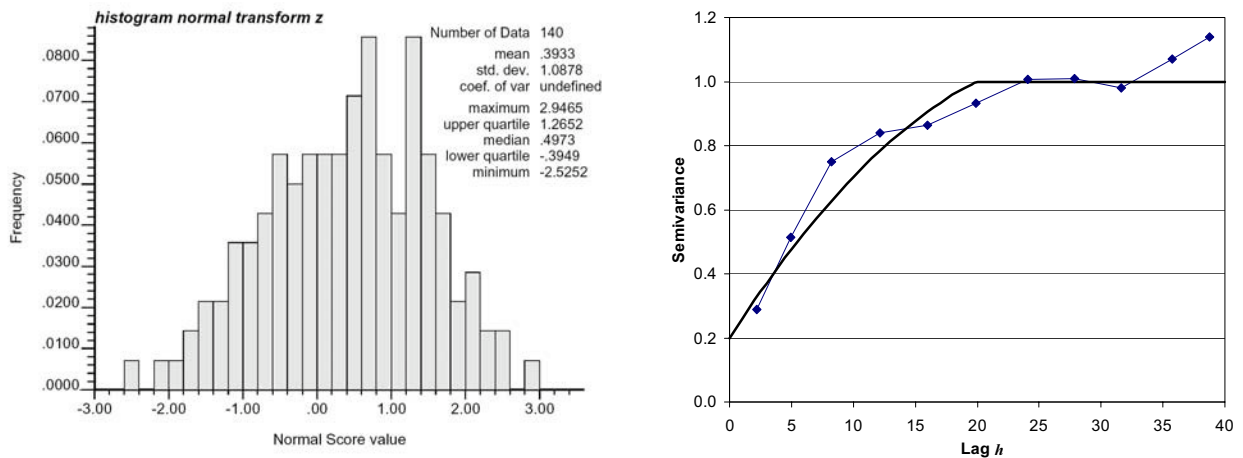 histogram normal transform z
Number of Data 140
mean .3933
std. dev. 1.0878
coef. of var undefined
maximum 2.9465
upper quartile 1.2652
median .4973
lower quartile -.3949
minimum -2.5252
Frequency
.0800
.0700
.0600
.0500
.0400
.0300
.0200
.0100
.0000
-3.00 -2.00 -1.00 .00 1.00 2.00 3.00
Normal Score value
Semivariance
1.2
1.0
0.8
0.6
0.4
0.2
0.0
0 5 10 15 20 25 30 35 40
Lag h